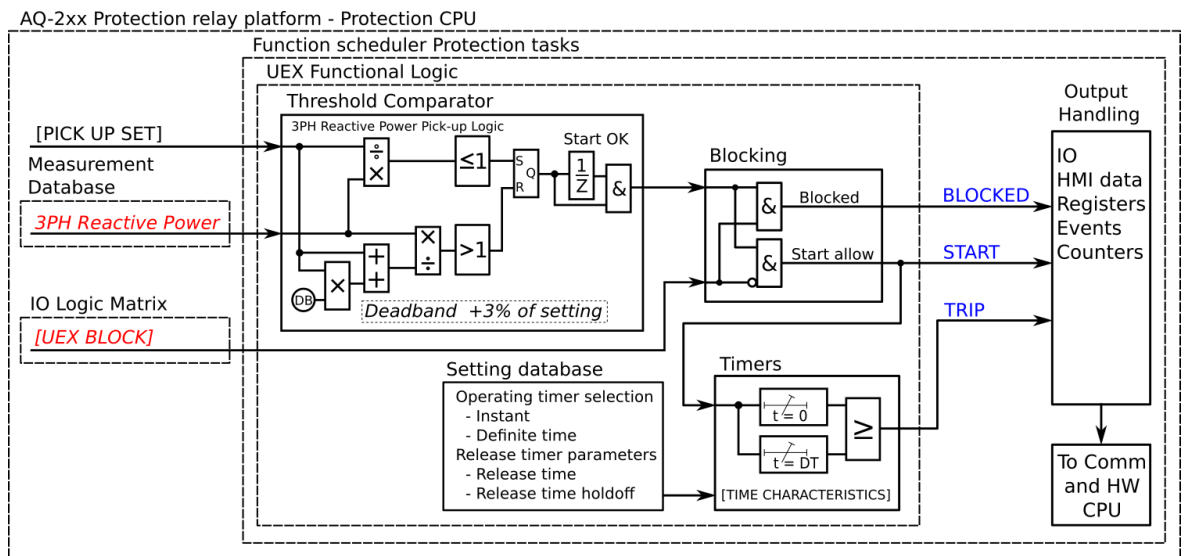 AQ-2xx Protection relay platform - Protection CPU
Function scheduler Protection tasks
UEX Functional Logic
Threshold Comparator
3PH Reactive Power Pick-up Logic
[PICK UP SET]
Measurement
Database
3PH Reactive Power
IO Logic Matrix
[UEX BLOCK]
÷
×
≤1
S
Q
R
Start OK
1
Z
&
×
÷
>1
+
+
×
DB
Deadband +3% of setting
Blocking
&
Blocked
&
Start allow
BLOCKED
START
TRIP
Output
Handling
IO
HMI data
Registers
Events
Counters
Setting database
Operating timer selection
- Instant
- Definite time
Release timer parameters
- Release time
- Release time holdoff
Timers
t = 0
t = DT
≥
[TIME CHARACTERISTICS]
To Comm
and HW
CPU